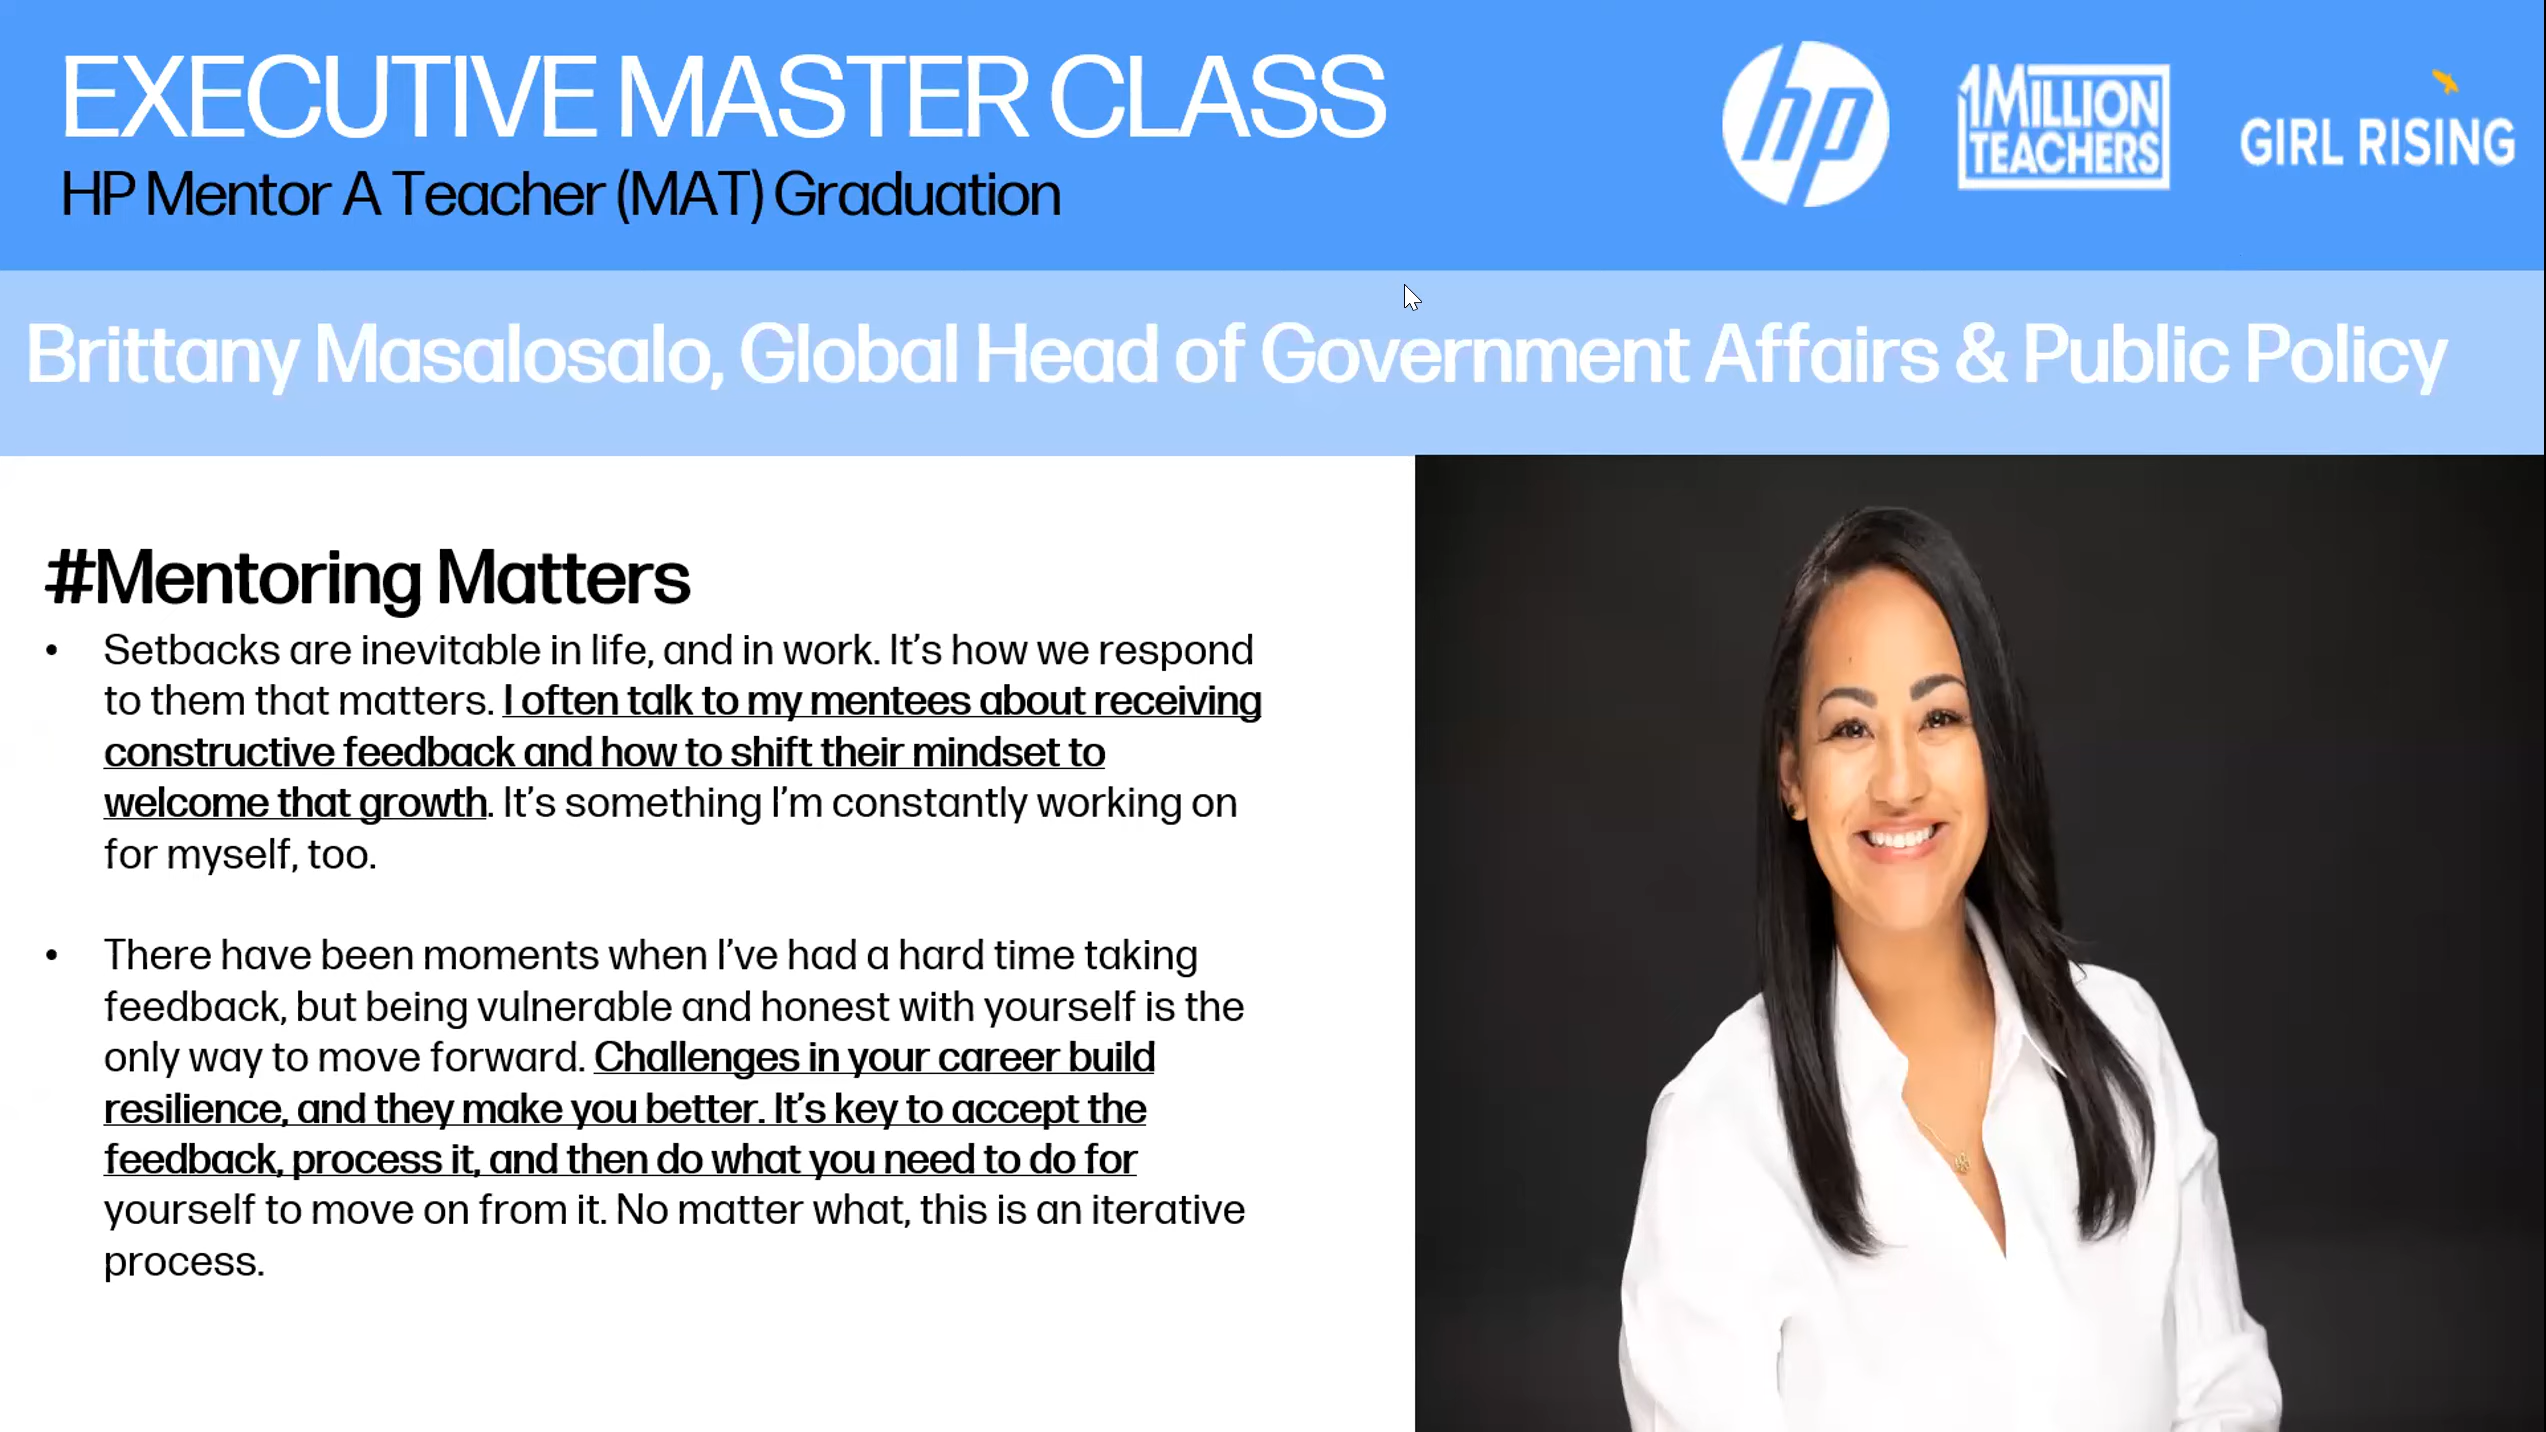 EXECUTIVE MASTER CLASS
HP Mentor A Teacher (MAT) Graduation
hp
1MILLION
TEACHERS
GIRL RISING
Brittany Masalosalo, Global Head of Government Affairs & Public Policy
#Mentoring Matters
• Setbacks are inevitable in life, and in work. It’s how we respond
to them that matters. I often talk to my mentees about receiving
constructive feedback and how to shift their mindset to
welcome that growth. It’s something I’m constantly working on
for myself, too.
• There have been moments when I’ve had a hard time taking
feedback, but being vulnerable and honest with yourself is the
only way to move forward. Challenges in your career build
resilience, and they make you better. It’s key to accept the
feedback, process it, and then do what you need to do for
yourself to move on from it. No matter what, this is an iterative
process.